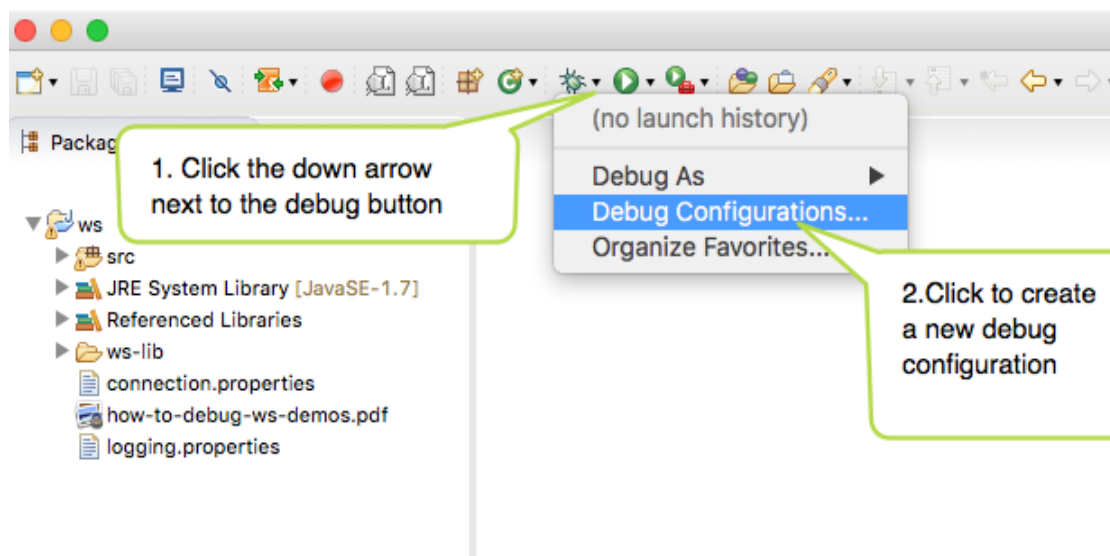 (no launch history)
Packag
1. Click the down arrow
next to the debug button
Debug As
Debug Configurations...
Organize Favorites...
ws
src
JRE System Library [JavaSE-1.7]
Referenced Libraries
ws-lib
connection.properties
how-to-debug-ws-demos.pdf
logging.properties
2.Click to create
a new debug
configuration